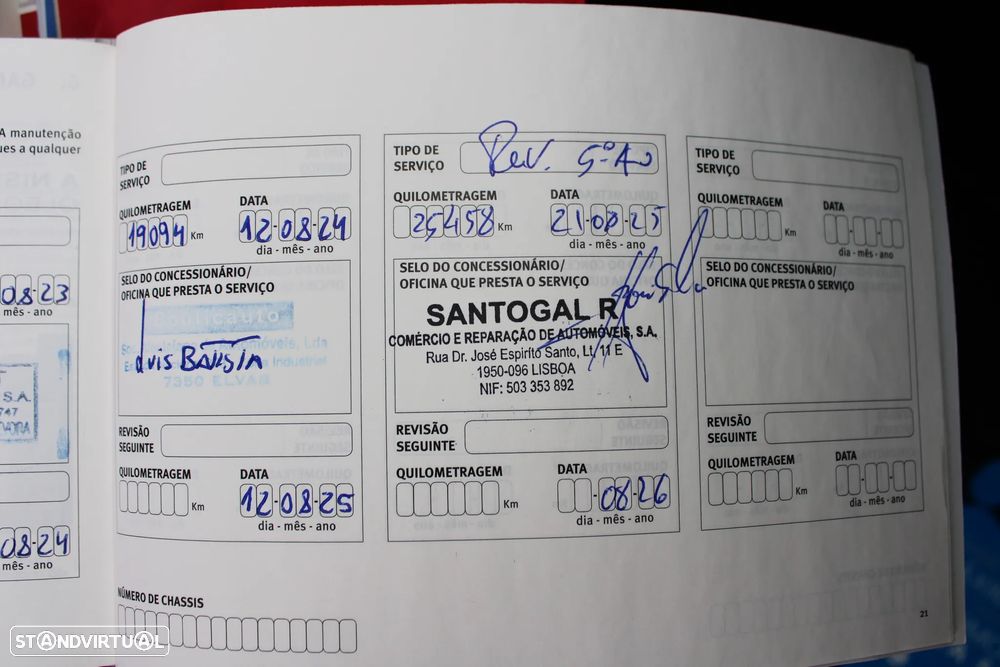 A manutenção
ues a qualquer
08-23
mês - ano
S.A.
747
08-24
mês - ano
TIPO DE
SERVIÇO
QUILOMETRAGEM
DATA
19094 Km
12-08-24
dia - mês - ano
SELO DO CONCESSIONÁRIO/
OFICINA QUE PRESTA O SERVIÇO
Lda
Industrial
7350 ELVAS
REVISÃO
SEGUINTE
QUILOMETRAGEM
DATA
Km
12-08-25
dia - mês - ano
NÚMERO DE CHASSIS
TIPO DE
SERVIÇO
Rev. 5º Ano
QUILOMETRAGEM
DATA
25458 Km
21-08-25
dia - mês - ano
SELO DO CONCESSIONÁRIO/
OFICINA QUE PRESTA O SERVIÇO
SANTOGAL R
COMÉRCIO E REPARAÇÃO DE AUTOMÓVEIS, S.A.
Rua Dr. José Espírito Santo, Lt. 11 E
1950-096 LISBOA
NIF: 503 353 892
REVISÃO
SEGUINTE
QUILOMETRAGEM
DATA
Km
-08-26
dia - mês - ano
TIPO DE
SERVIÇO
QUILOMETRAGEM
DATA
Km
dia - mês - ano
SELO DO CONCESSIONÁRIO/
OFICINA QUE PRESTA O SERVIÇO
REVISÃO
SEGUINTE
QUILOMETRAGEM
DATA
Km
dia - mês - ano
21
STANDVIRTUAL